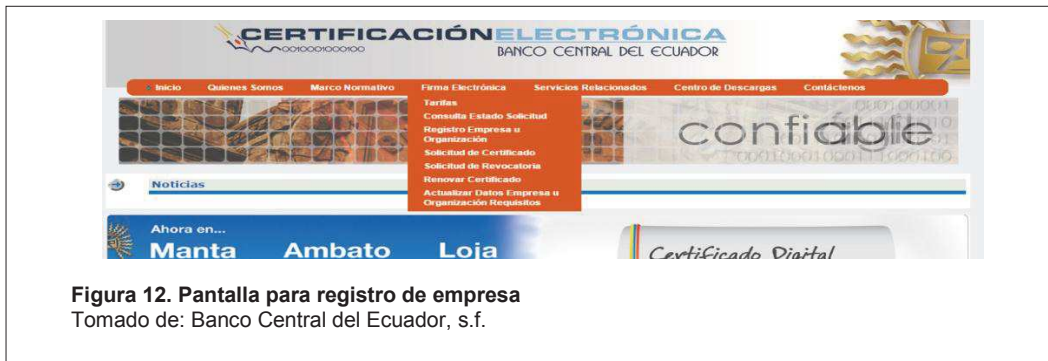 CERTIFICACIÓNELECTRÓNICA
0010001000100
BANCO CENTRAL DEL ECUADOR
Inicio Quienes Somos Marco Normativo Firma Electrónica Servicios Relacionados Centro de Descargas Contáctenos
Tarifas
Consulta Estado Solicitud
Registro Empresa u
Organización
Solicitud de Certificado
Solicitud de Revocatoria
Renovar Certificado
Actualizar Datos Empresa u
Organización Requisitos
confiable
Noticias
Ahora en...
Manta Ambato Loja
Certificado Digital
Figura 12. Pantalla para registro de empresa
Tomado de: Banco Central del Ecuador, s.f.